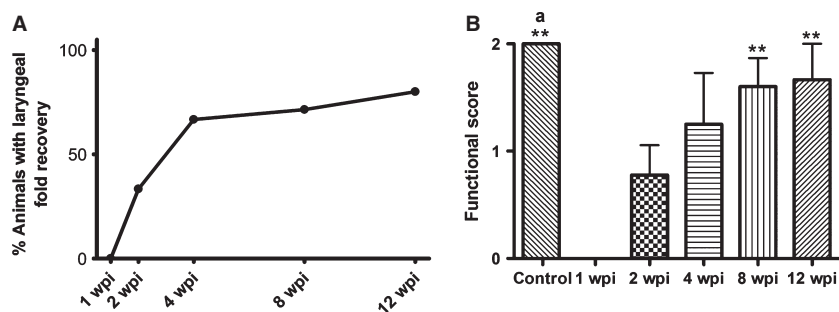 A
% Animals with laryngeal
fold recovery
100
50
0
1 wpi
2 wpi
4 wpi
8 wpi
12 wpi
B
Functional score
2
1
0
a
**
**
**
Control
1 wpi
2 wpi
4 wpi
8 wpi
12 wpi